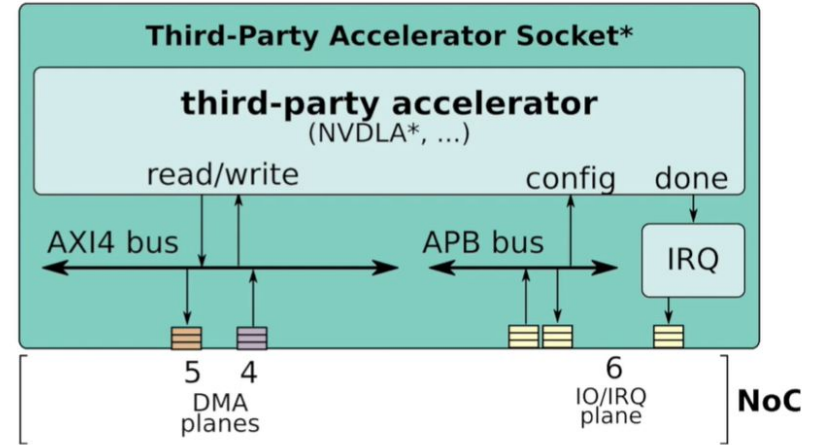 Third-Party Accelerator Socket*
third-party accelerator
(NVDLA*, ...)
read/write
config
done
AXI4 bus
APB bus
IRQ
5
4
DMA
planes
6
IO/IRQ
plane
NoC